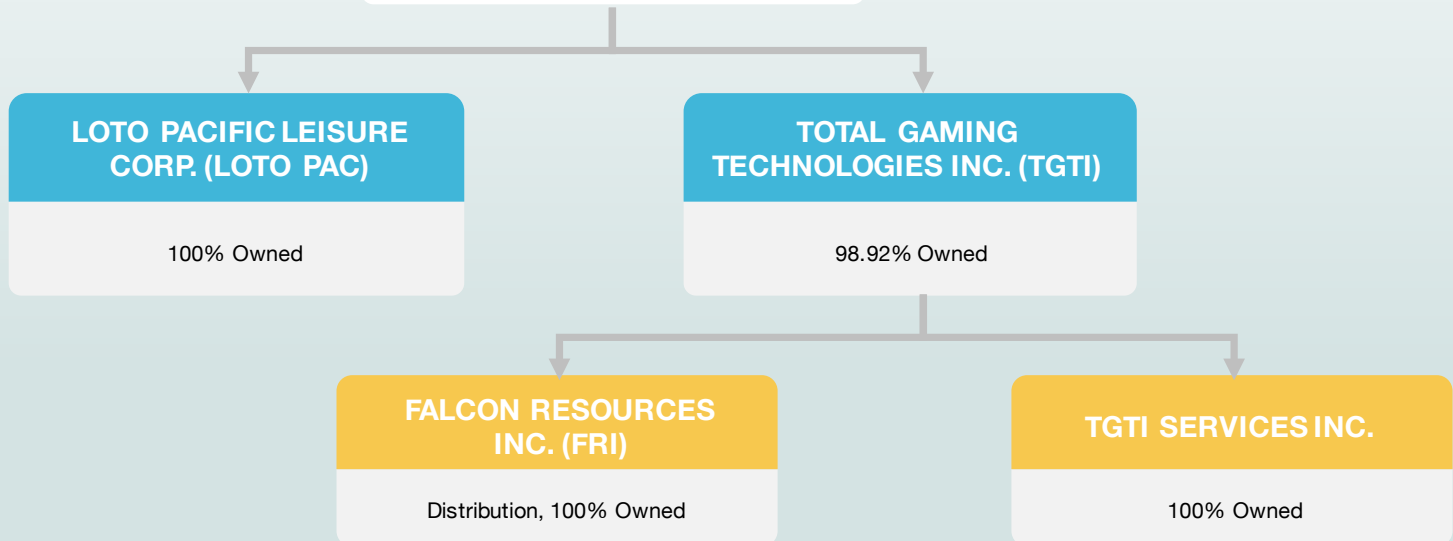 LOTO PACIFIC LEISURE
CORP. (LOTO PAC)
100% Owned
TOTAL GAMING
TECHNOLOGIES INC. (TGTI)
98.92% Owned
FALCON RESOURCES
INC. (FRI)
Distribution, 100% Owned
TGTI SERVICES INC.
100% Owned